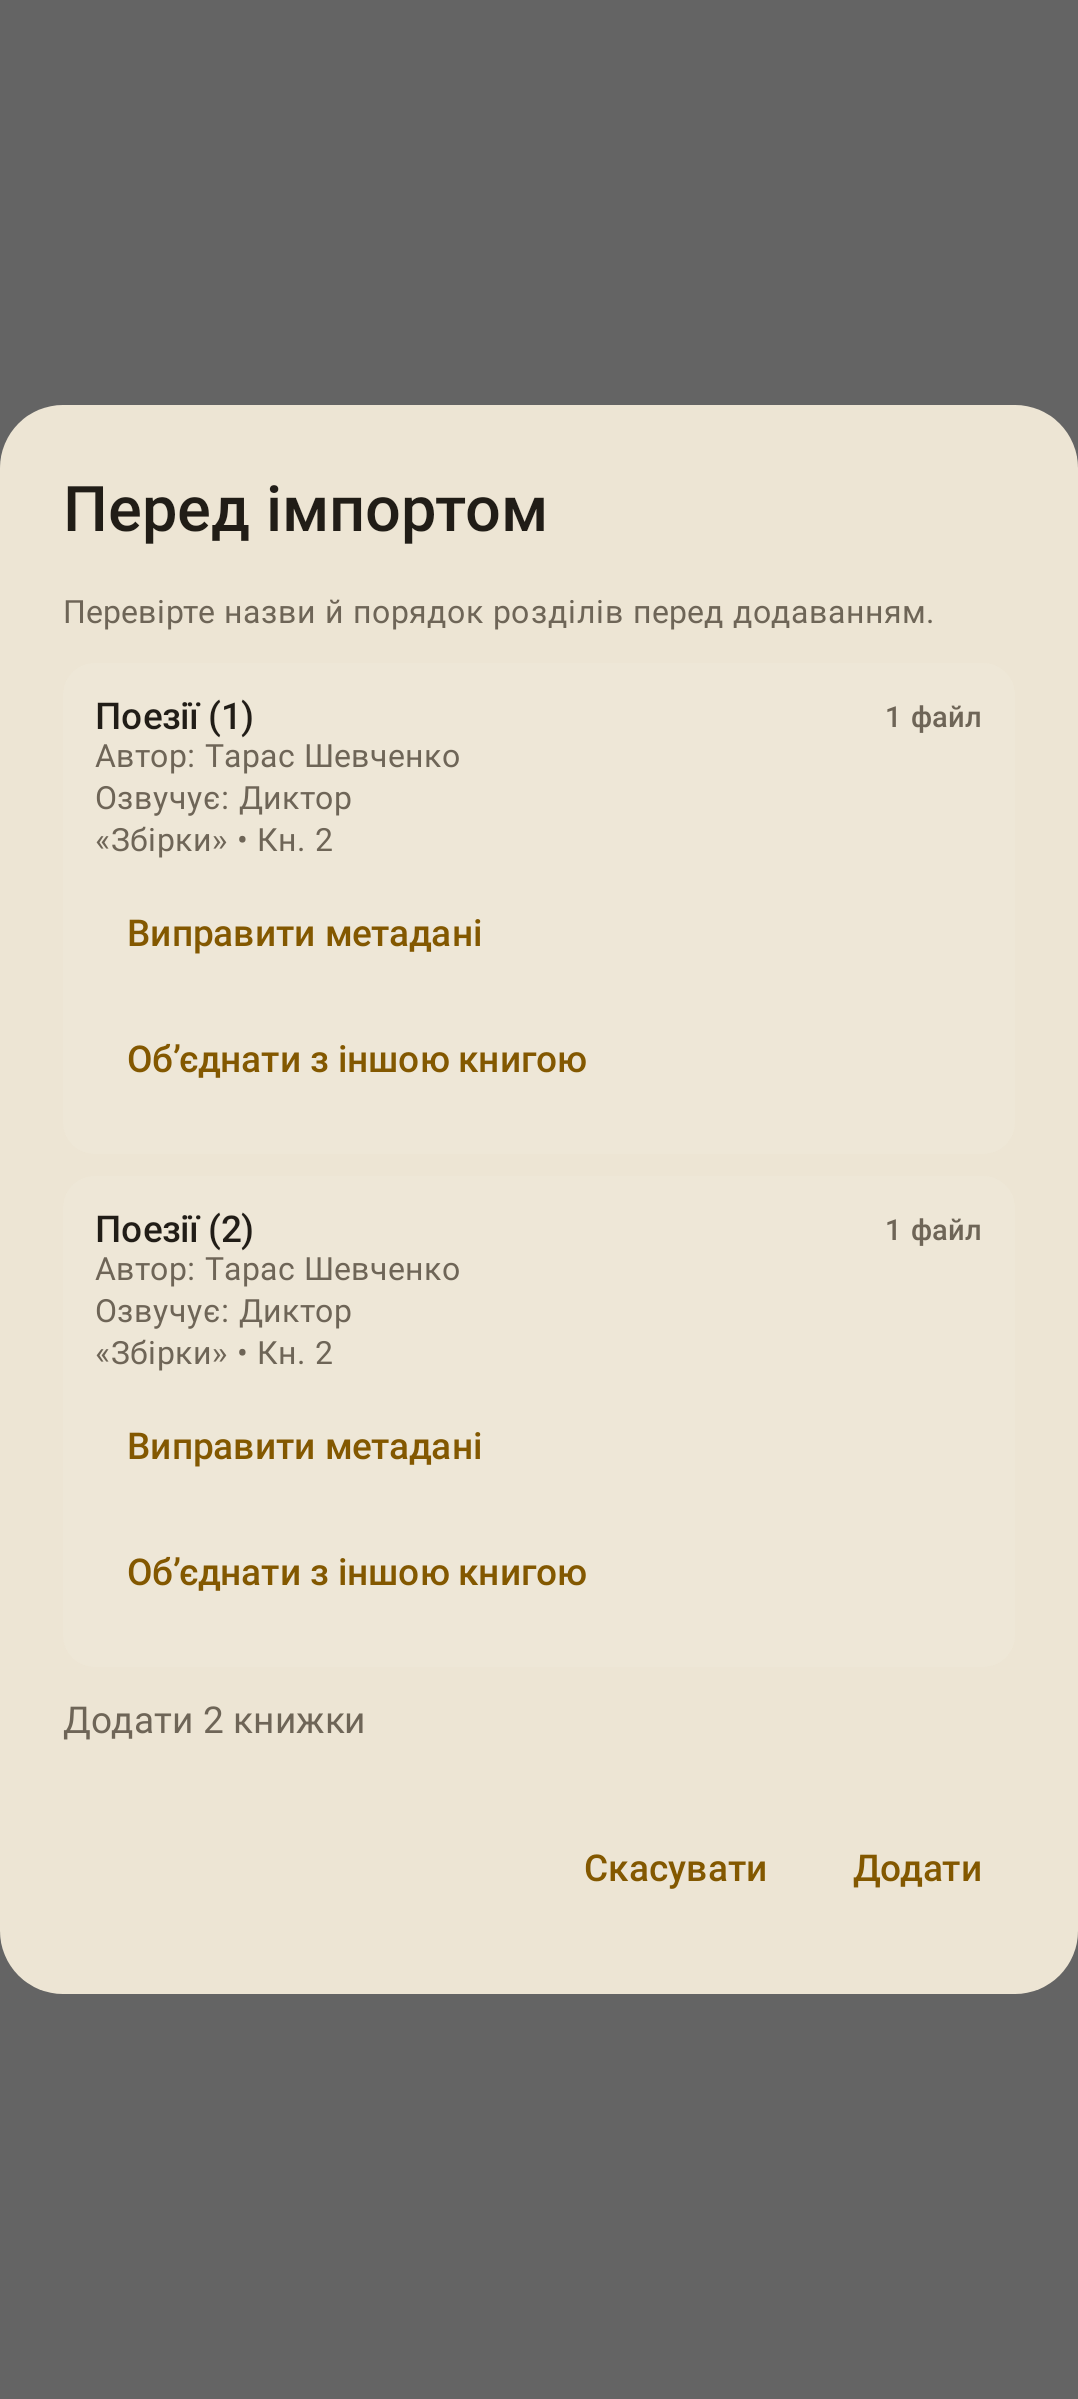 Перед імпортом
Перевірте назви й порядок розділів перед додаванням.
Поезії (1)
1 файл
Автор: Тарас Шевченко
Озвучує: Диктор
«Збірки» • Кн. 2
Виправити метадані
Об’єднати з іншою книгою
Поезії (2)
1 файл
Автор: Тарас Шевченко
Озвучує: Диктор
«Збірки» • Кн. 2
Виправити метадані
Об’єднати з іншою книгою
Додати 2 книжки
Скасувати
Додати